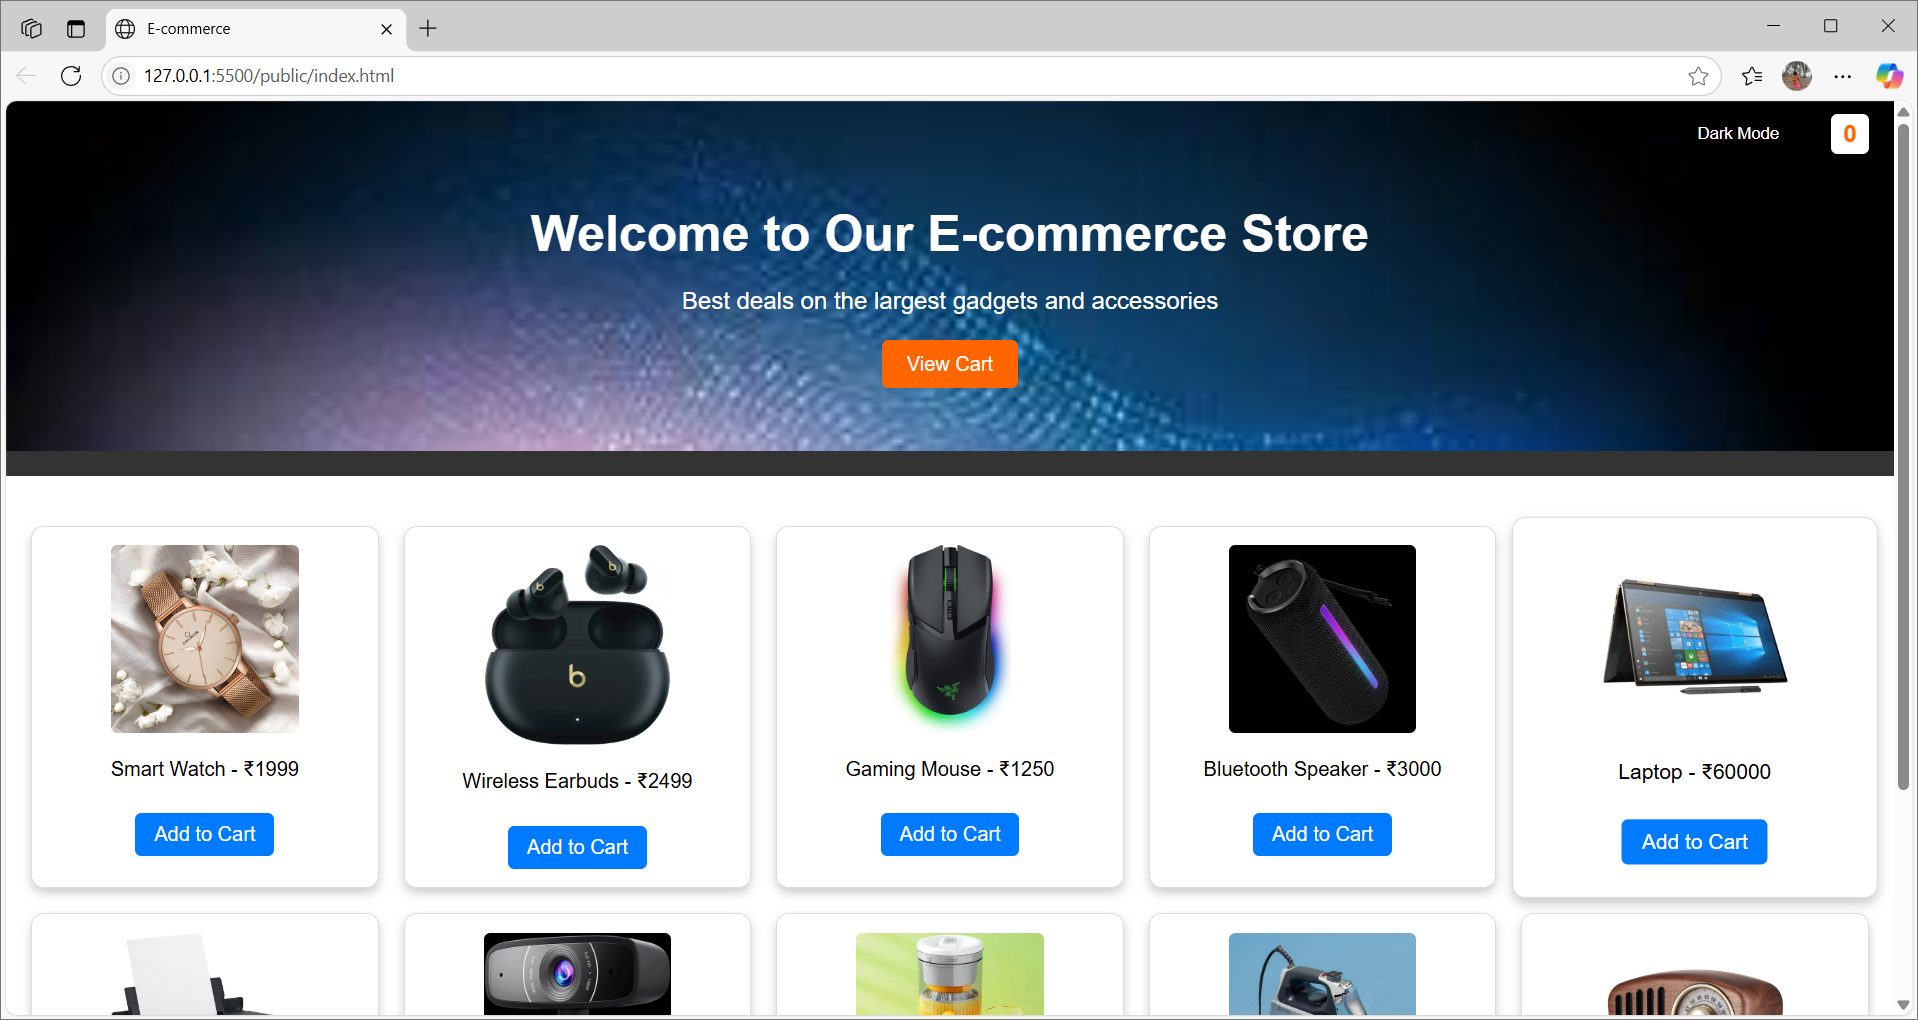 E-commerce
127.0.0.1:5500/public/index.html
Dark Mode
0
Welcome to Our E-commerce Store
Best deals on the largest gadgets and accessories
View Cart
b
b
b
Smart Watch - ₹1999
Wireless Earbuds - ₹2499
Gaming Mouse - ₹1250
Bluetooth Speaker - ₹3000
Laptop - ₹60000
Add to Cart
Add to Cart
Add to Cart
Add to Cart
Add to Cart